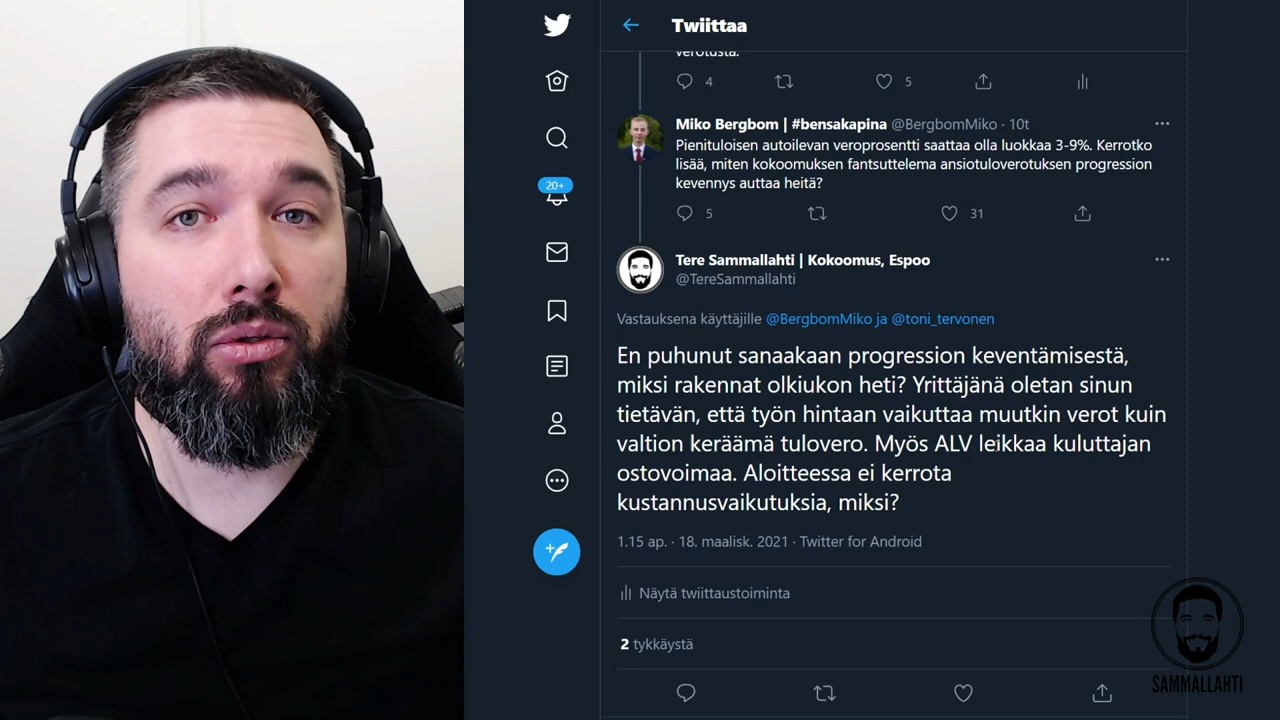 Twiittaa
verotusta.
4
5
Miko Bergbom | #bensakapina @BergbomMiko · 10t
Pienituloisen autoilevan veroprosentti saattaa olla luokkaa 3-9%. Kerrotko
lisää, miten kokoomuksen fantsuttelema ansiotuloverotuksen progression
kevennys auttaa heitä?
5
31
20+
Tere Sammallahti | Kokoomus, Espoo
@TereSammallahti
Vastauksena käyttäjille @BergbomMiko ja @toni_tervonen
En puhunut sanaakaan progression keventämisestä,
miksi rakennat olkiukon heti? Yrittäjänä oletan sinun
tietävän, että työn hintaan vaikuttaa muutkin verot kuin
valtion keräämä tulovero. Myös ALV leikkaa kuluttajan
ostovoimaa. Aloitteessa ei kerrota
kustannusvaikutuksia, miksi?
1.15 ap. · 18. maalisk. 2021 · Twitter for Android
Näytä twiittaustoiminta
2 tykkäystä
SAMMALLAHTI